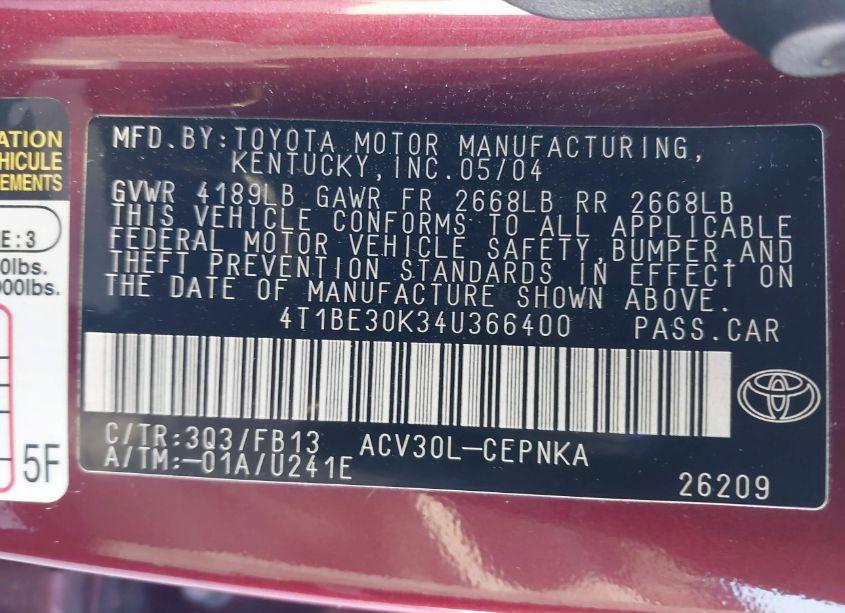 ATION
ÉHICULE
EMENTS
E:3
0lbs.
000lbs.
5F
MFD.BY:TOYOTA MOTOR MANUFACTURING,
KENTUCKY,INC.05/04
GVWR 4189LB GAWR FR 2668LB RR 2668LB
THIS VEHICLE CONFORMS TO ALL APPLICABLE
FEDERAL MOTOR VEHICLE SAFETY,BUMPER,AND
THEFT PREVENTION STANDARDS IN EFFECT ON
THE DATE OF MANUFACTURE SHOWN ABOVE.
4T1BE30K34U366400 PASS.CAR
C/TR:3Q3/FB13 ACV30L-CEPNKA
A/TM:-01A/U241E
26209